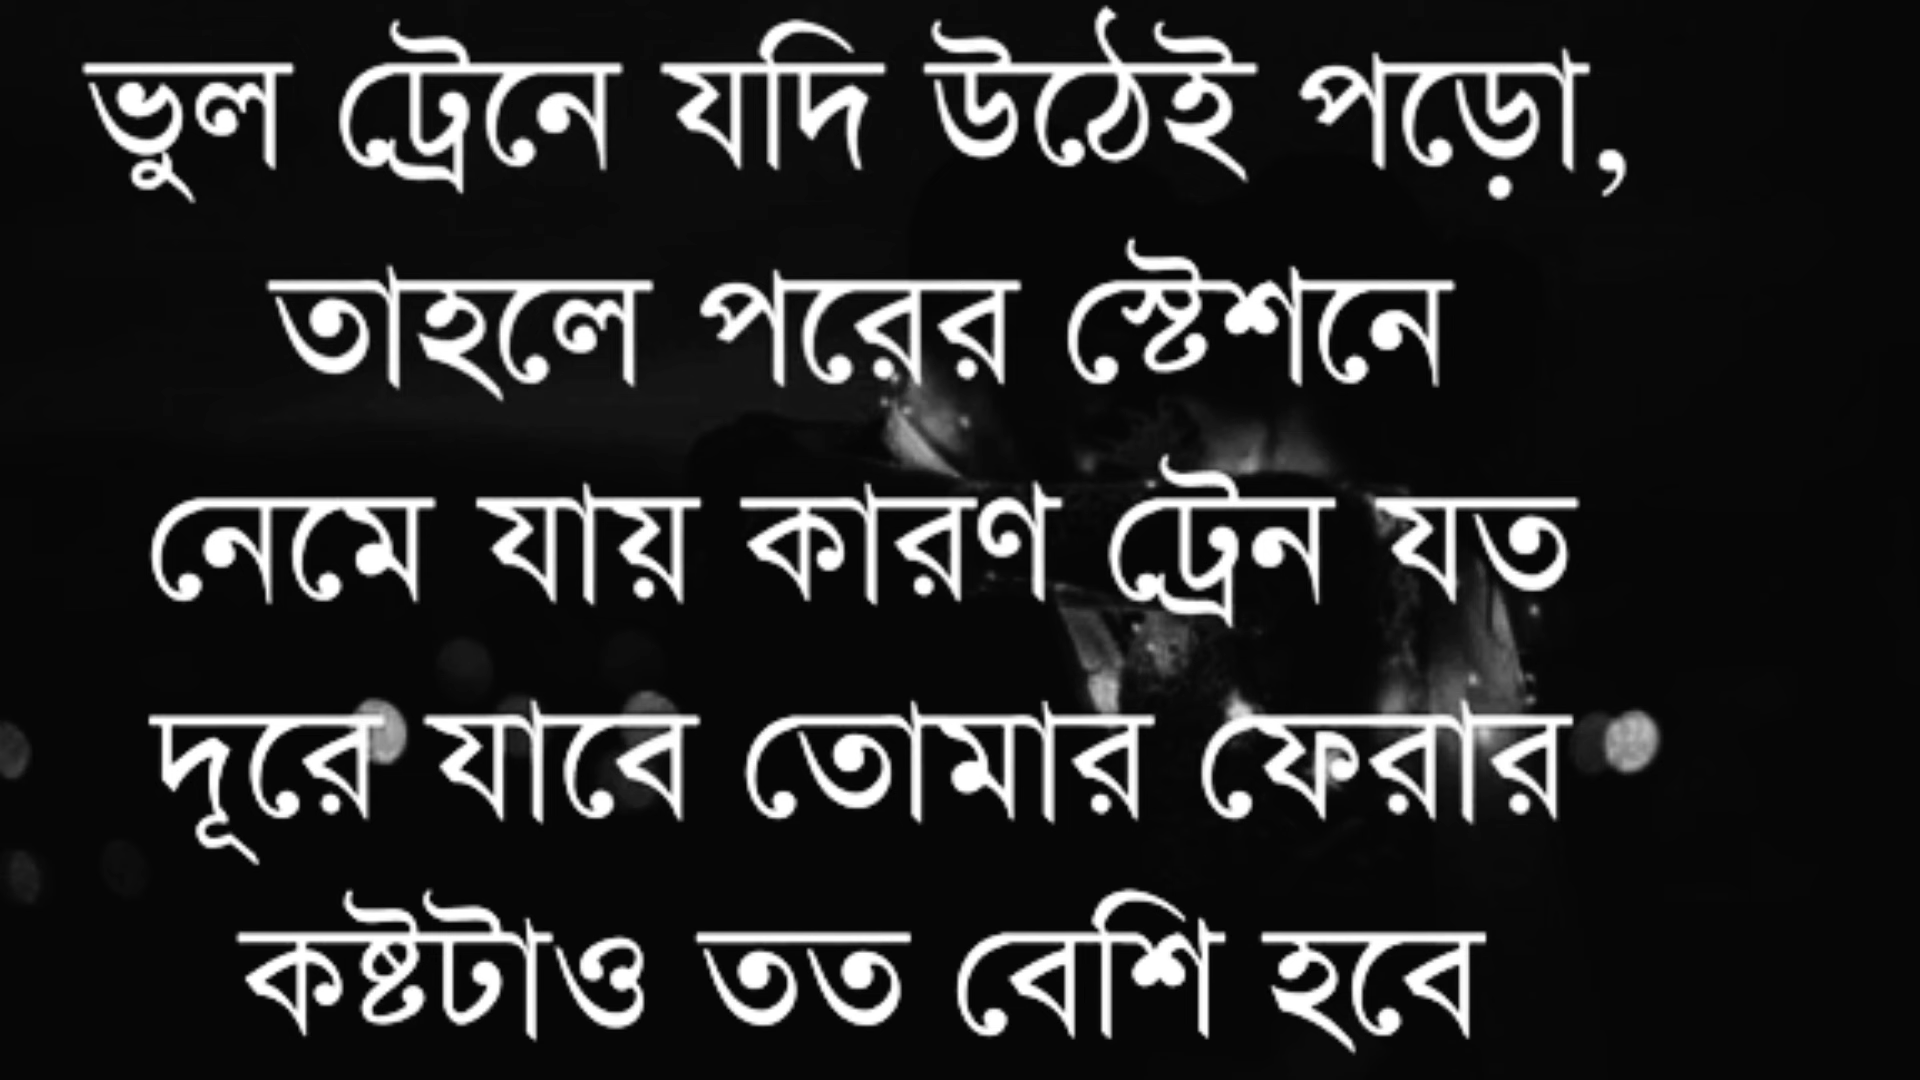 ভুল ট্রেনে যদি উঠেই পড়ো,
তাহলে পরের স্টেশনে
নেমে যায় কারণ ট্রেন যত
দূরে যাবে তোমার ফেরার
কষ্টটাও তত বেশি হবে